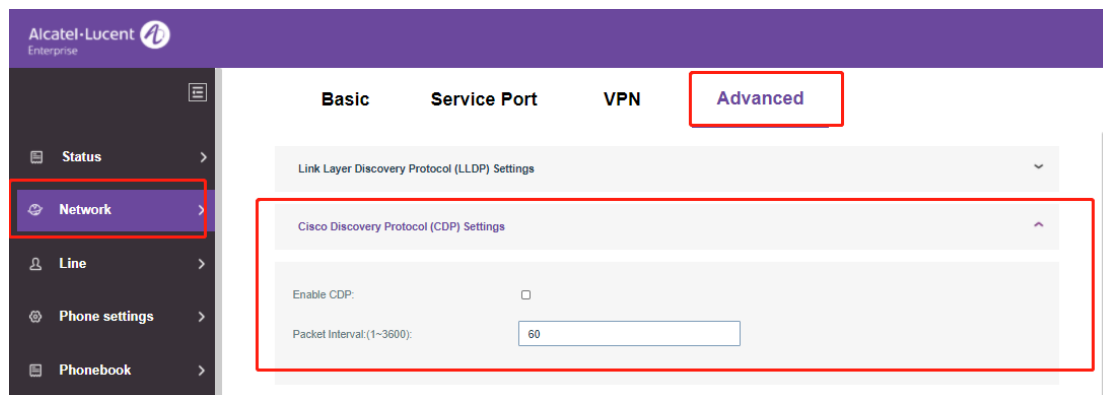 Alcatel·Lucent
Enterprise
Basic Service Port VPN Advanced
Status
Network
Line
Phone settings
Phonebook
Link Layer Discovery Protocol (LLDP) Settings
Cisco Discovery Protocol (CDP) Settings
Enable CDP:
Packet Interval:(1~3600): 60